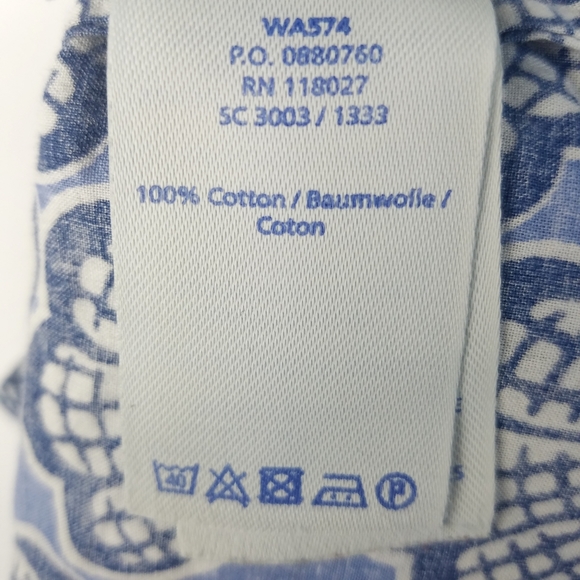 WA574
P.O. 0880760
RN 118027
SC 3003 / 1333
100% Cotton / Baumwolle /
Coton
40
P
E
S